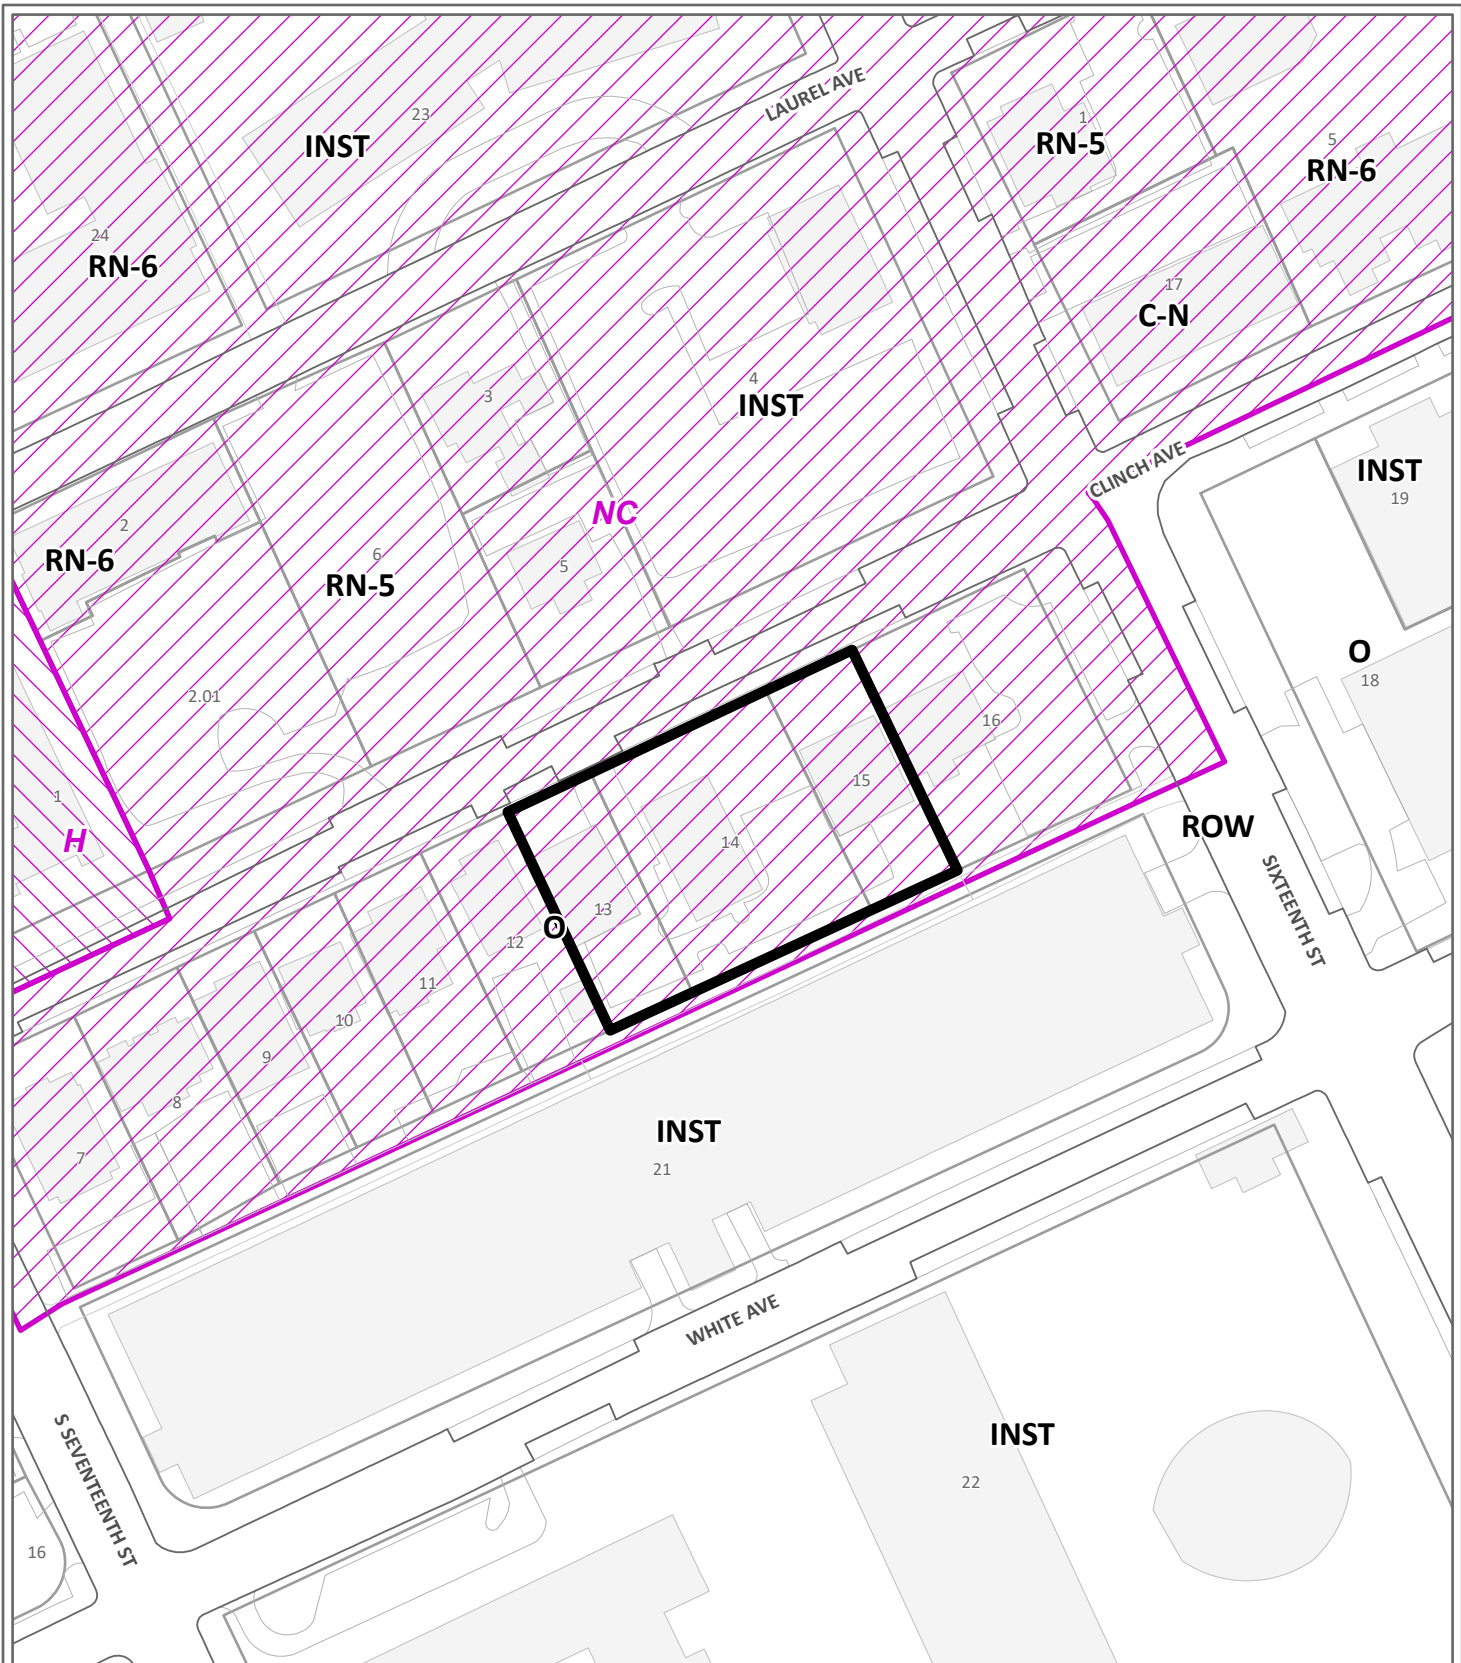 LAUREL AVE
23
INST
1
RN-5
5
RN-6
24
RN-6
17
C-N
3
4
INST
CLINCH AVE
INST
19
NC
2
RN-6
6
RN-5
5
O
18
2.01
16
15
1
H
14
ROW
13
O
12
SIXTEENTH ST
11
10
9
8
7
INST
21
WHITE AVE
INST
22
S SEVENTEENTH ST
16